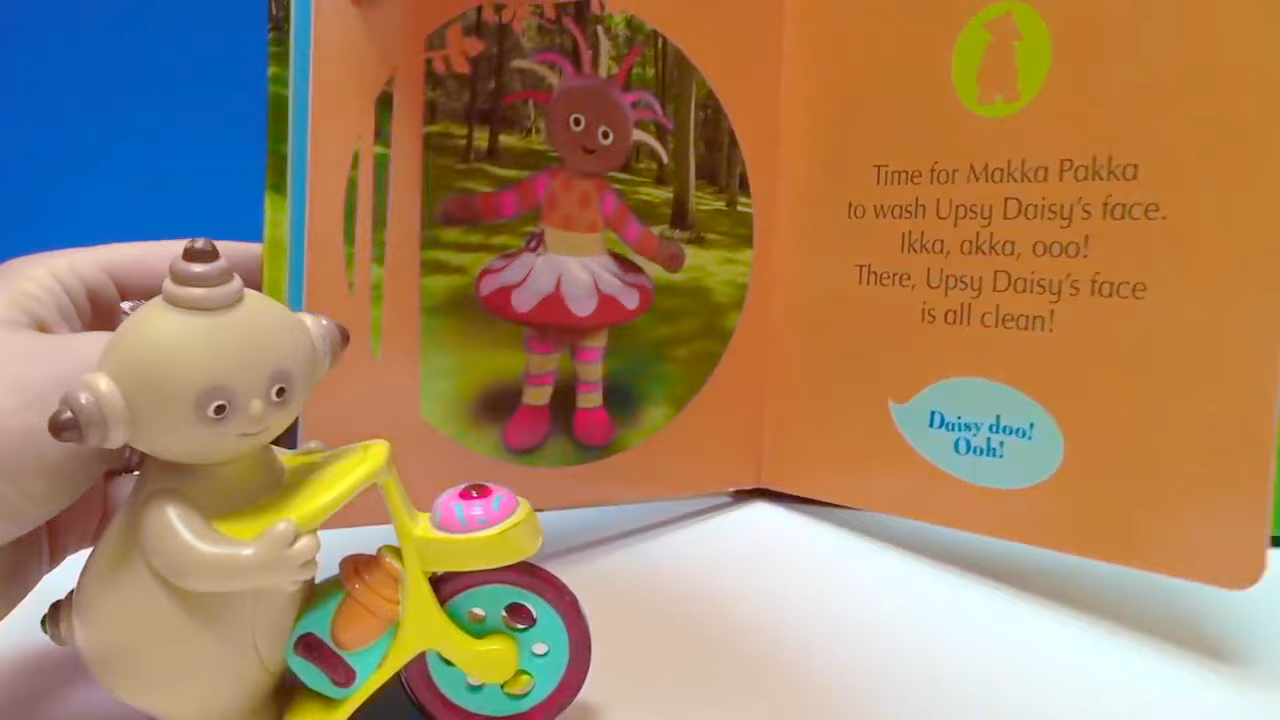 Time for Makka Pakka
to wash Upsy Daisy's face.
Ikka, akka, ooo!
There, Upsy Daisy's face
is all clean!
Daisy doo!
Ooh!